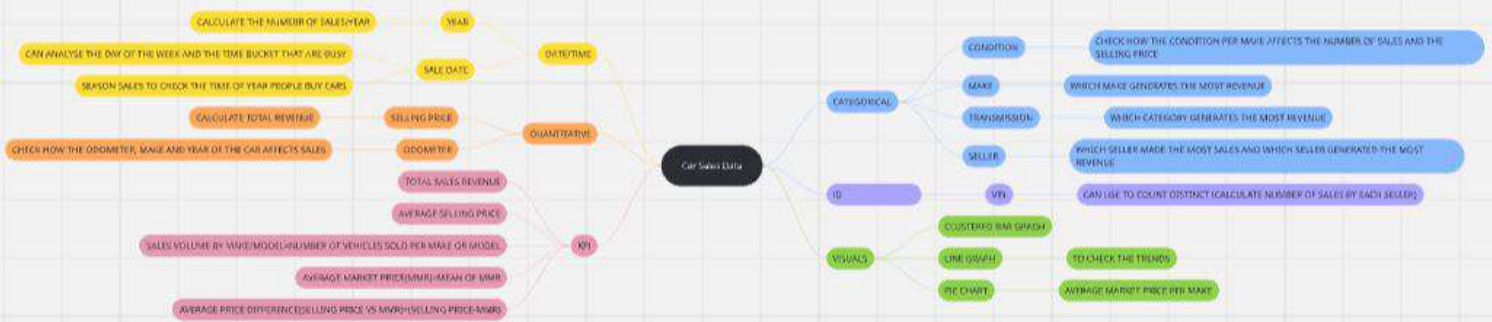 CALCULATE THE NUMEBR OF SALES/YEAR
YEAR
CAN ANALYSE THE DAY OF THE WEEK AND THE TIME BUCKET THAT ARE BUSY
SEASON SALES TO CHECK THE TIME OF YEAR PEOPLE BUY CARS
SALE DATE
DATE/TIME
CALCULATE TOTAL REVENUE
SELLING PRICE
CHECK HOW THE ODOMETER, MAKE AND YEAR OF THE CAR AFFECTS SALES
ODOMETER
QUANTITATIVE
TOTAL SALES REVENUE
AVERAGE SELLING PRICE
SALES VOLUME BY MAKE/MODEL=NUMBER OF VEHICLES SOLD PER MAKE OR MODEL
AVERAGE MARKET PRICE(MMR)=MEAN OF MMR
AVERAGE PRICE DIFFERENCE(SELLING PRICE VS MMR)=(SELLING PRICE-MMR)
KPI
Car Sales Data
CATEGORICAL
CONDITION
CHECK HOW THE CONDITION PER MAKE AFFECTS THE NUMBER OF SALES AND THE
SELLING PRICE
MAKE
WHICH MAKE GENERATES THE MOST REVENUE
TRANSMISSION
WHICH CATEGORY GENERATES THE MOST REVENUE
SELLER
WHICH SELLER MADE THE MOST SALES AND WHICH SELLER GENERATED THE MOST
REVENUE
ID
VIN
CAN USE TO COUNT DISTINCT (CALCULATE NUMBER OF SALES BY EACH SELLER)
VISUALS
CLUSTERED BAR GRAPH
LINE GRAPH
TO CHECK THE TRENDS
PIE CHART
AVERAGE MARKET PRICE PER MAKE